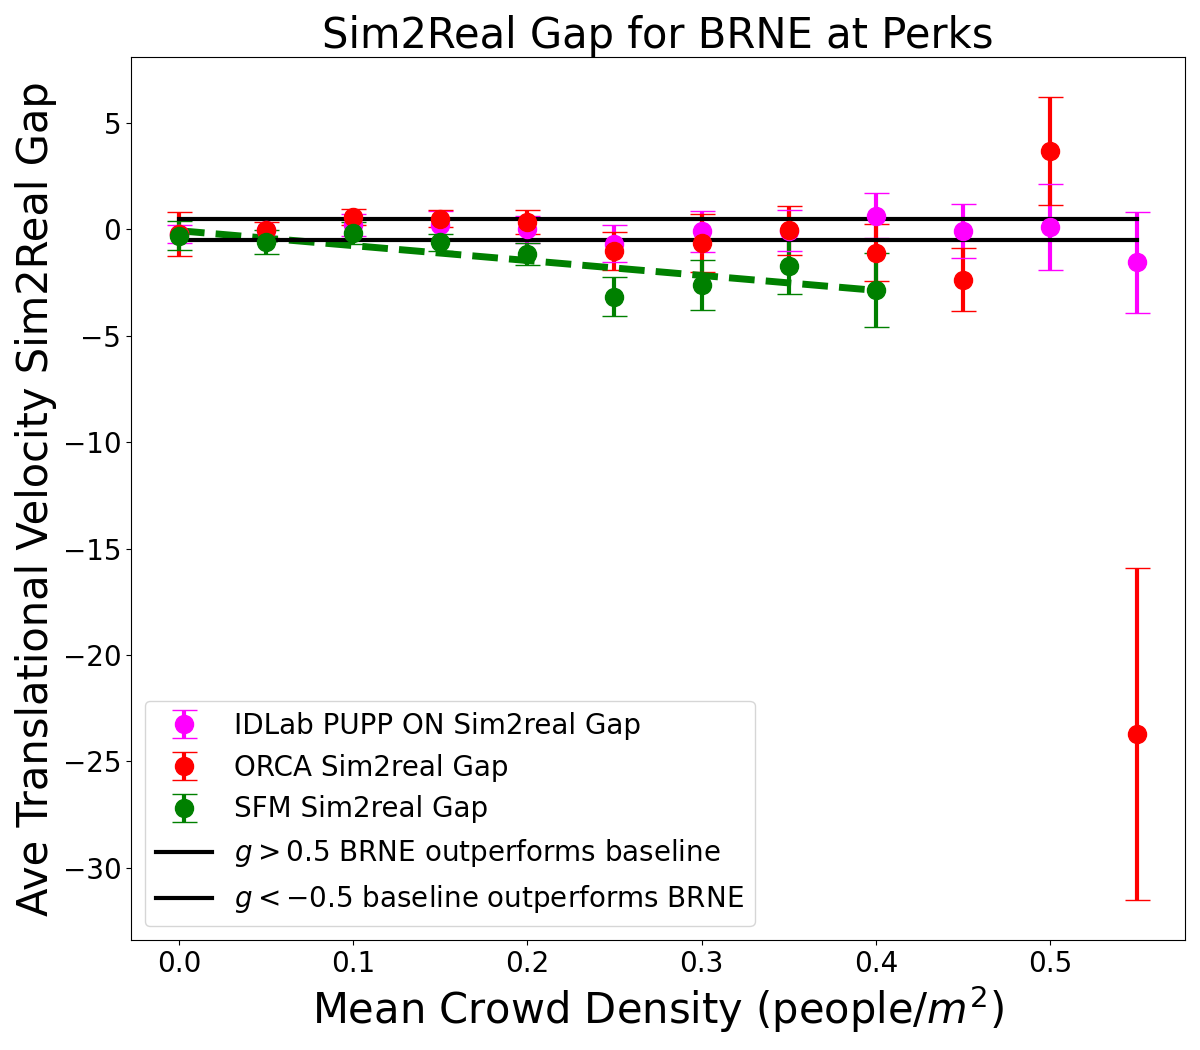 Sim2Real Gap for BRNE at Perks
Ave Translational Velocity Sim2Real Gap
5
0
−5
−10
−15
−20
−25
−30
IDLab PUPP ON Sim2real Gap
ORCA Sim2real Gap
SFM Sim2real Gap
g > 0.5 BRNE outperforms baseline
g < −0.5 baseline outperforms BRNE
0.0 0.1 0.2 0.3 0.4 0.5
Mean Crowd Density (people/m²)